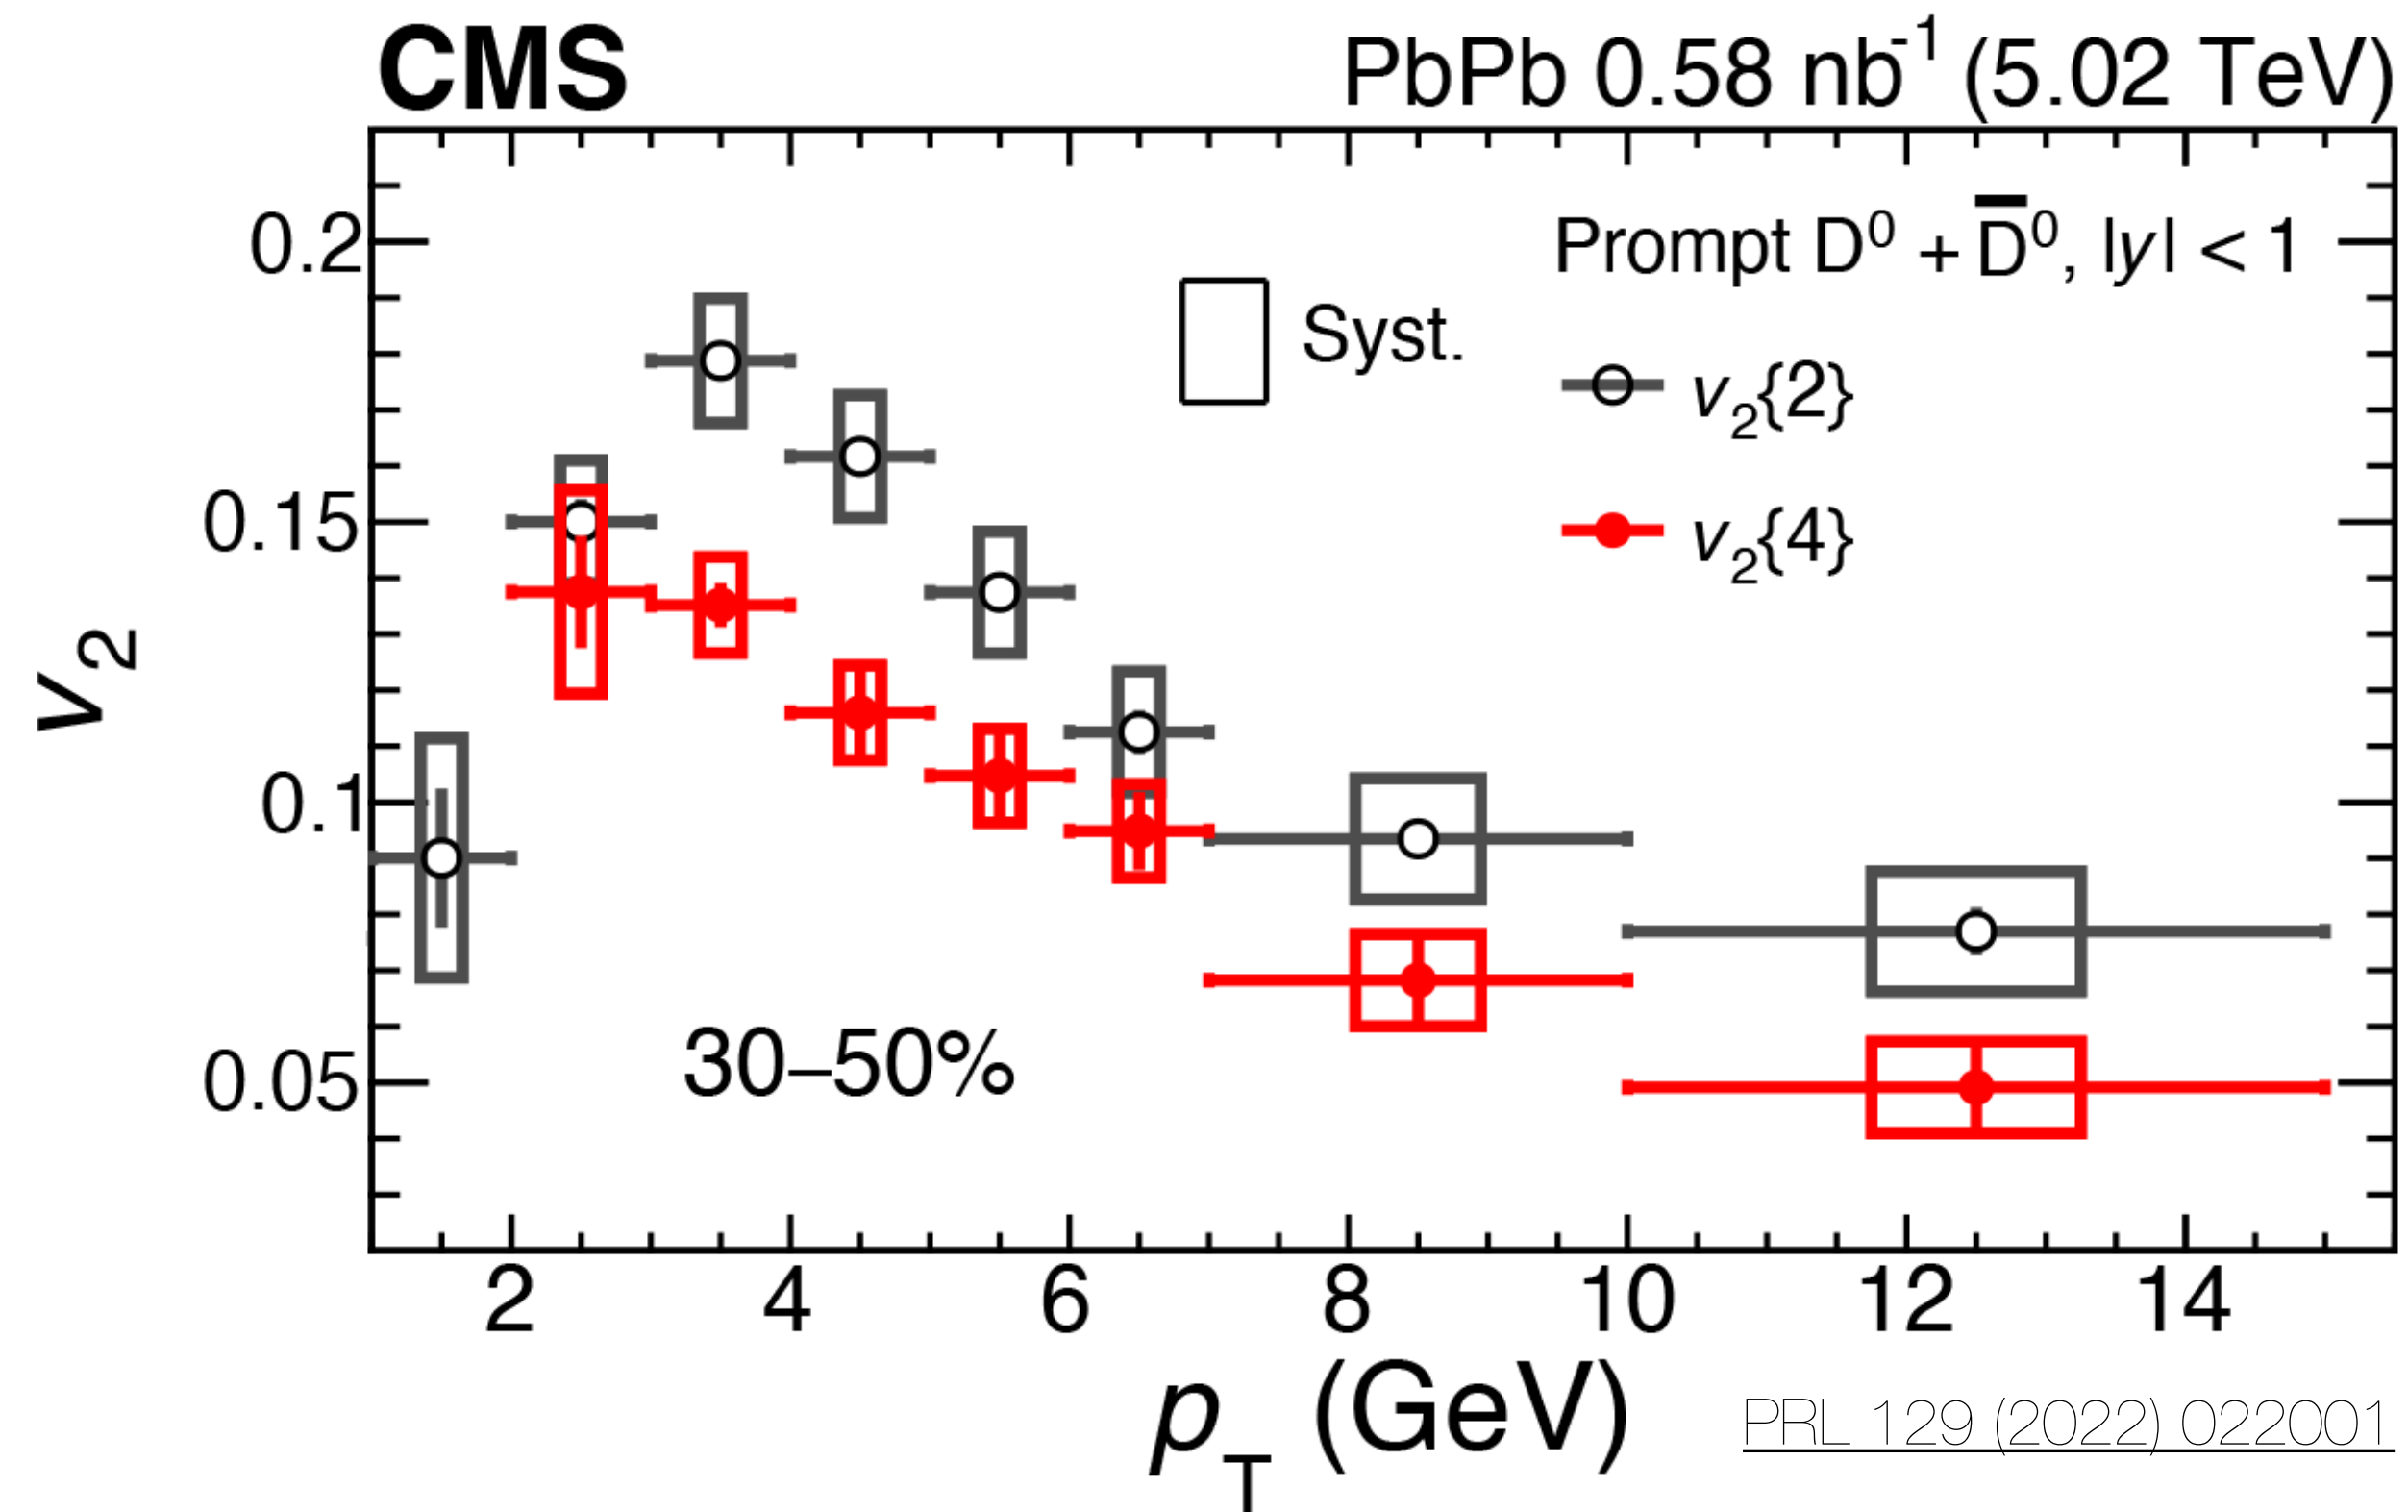 CMS
PbPb 0.58 nb⁻¹ (5.02 TeV)
Prompt D⁰ + D̅⁰, |y| < 1
Syst.
v₂{2}
v₂{4}
v₂
0.2
0.15
0.1
0.05
30–50%
2 4 6 8 10 12 14
p_T (GeV)
PRL 129 (2022) 022001